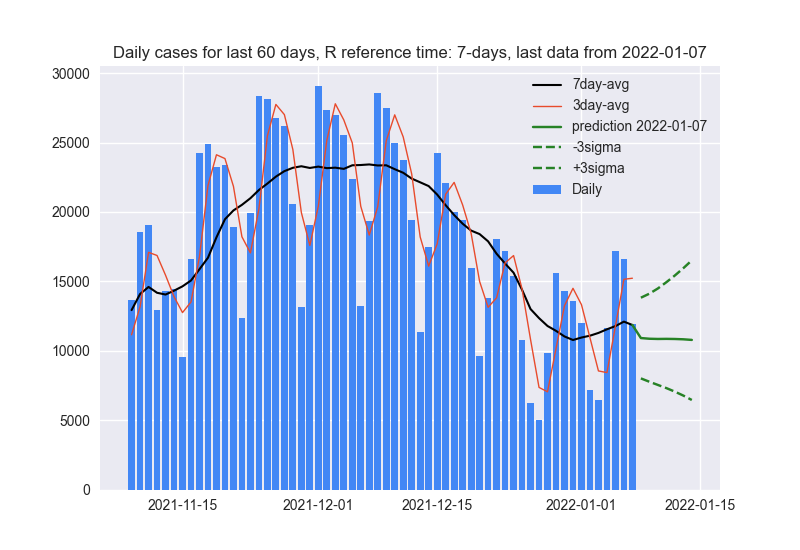 Daily cases for last 60 days, R reference time: 7-days, last data from 2022-01-07
30000
25000
20000
15000
10000
5000
0
7day-avg
3day-avg
prediction 2022-01-07
-3sigma
+3sigma
Daily
2021-11-15
2021-12-01
2021-12-15
2022-01-01
2022-01-15